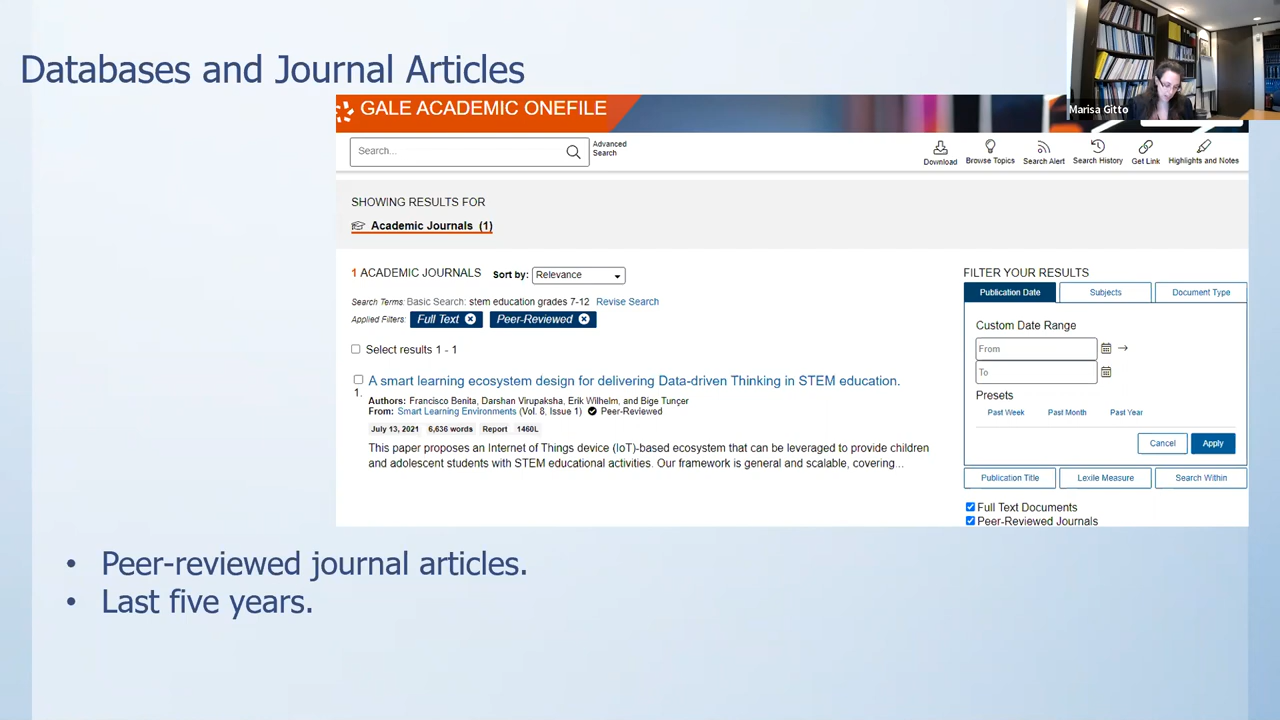 Databases and Journal Articles
Marisa Gitto
GALE ACADEMIC ONEFILE
Search...
Advanced
Search
Download
Browse Topics
Search Alert
Search History
Get Link
Highlights and Notes
SHOWING RESULTS FOR
Academic Journals (1)
1 ACADEMIC JOURNALS Sort by: Relevance
Search Terms: Basic Search: stem education grades 7-12 Revise Search
Applied Filters: Full Text Peer-Reviewed
Select results 1 - 1
A smart learning ecosystem design for delivering Data-driven Thinking in STEM education.
1.
Authors: Francisco Benita, Darshan Virupaksha, Erik Wilhelm, and Bige Tunçer
From: Smart Learning Environments (Vol. 8, Issue 1) Peer-Reviewed
July 13, 2021 6,636 words Report 1460L
This paper proposes an Internet of Things device (IoT)-based ecosystem that can be leveraged to provide children
and adolescent students with STEM educational activities. Our framework is general and scalable, covering...
FILTER YOUR RESULTS
Publication Date Subjects Document Type
Custom Date Range
From
To
Presets
Past Week Past Month Past Year
Cancel Apply
Publication Title Lexile Measure Search Within
Full Text Documents
Peer-Reviewed Journals
• Peer-reviewed journal articles.
• Last five years.